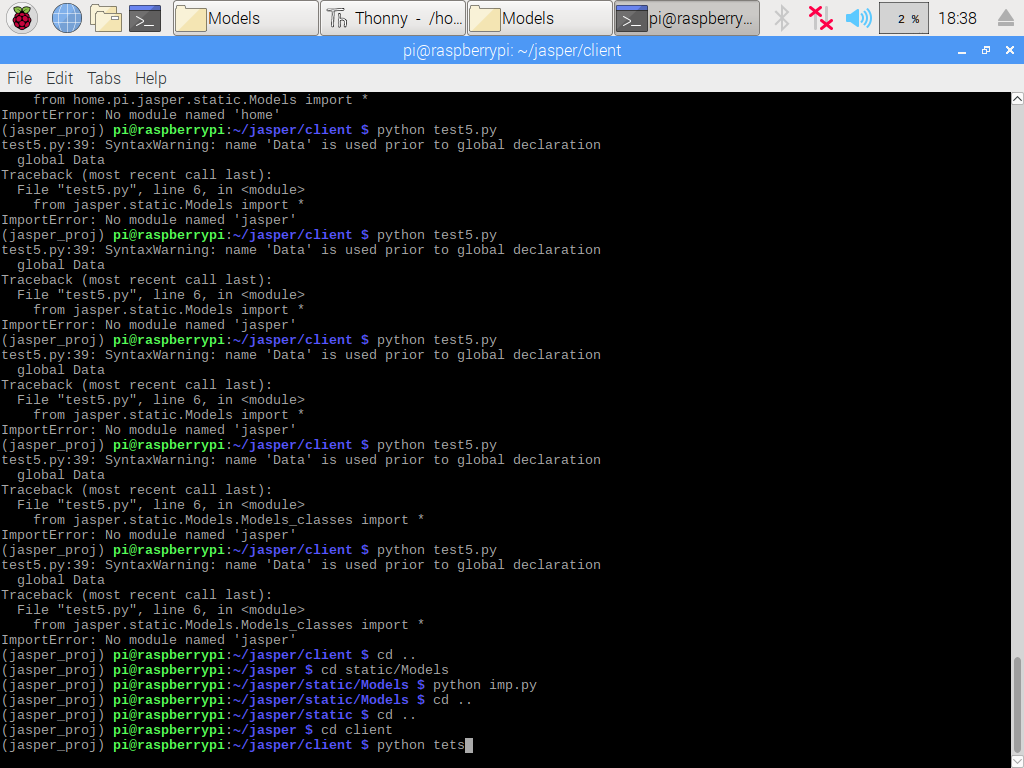 Models
Thonny - /ho...
Models
pi@raspberry...
2 %
18:38
pi@raspberrypi: ~/jasper/client
File Edit Tabs Help
    from home.pi.jasper.static.Models import *
ImportError: No module named 'home'
(jasper_proj) pi@raspberrypi:~/jasper/client $ python test5.py
test5.py:39: SyntaxWarning: name 'Data' is used prior to global declaration
  global Data
Traceback (most recent call last):
  File "test5.py", line 6, in <module>
    from jasper.static.Models import *
ImportError: No module named 'jasper'
(jasper_proj) pi@raspberrypi:~/jasper/client $ python test5.py
test5.py:39: SyntaxWarning: name 'Data' is used prior to global declaration
  global Data
Traceback (most recent call last):
  File "test5.py", line 6, in <module>
    from jasper.static.Models import *
ImportError: No module named 'jasper'
(jasper_proj) pi@raspberrypi:~/jasper/client $ python test5.py
test5.py:39: SyntaxWarning: name 'Data' is used prior to global declaration
  global Data
Traceback (most recent call last):
  File "test5.py", line 6, in <module>
    from jasper.static.Models import *
ImportError: No module named 'jasper'
(jasper_proj) pi@raspberrypi:~/jasper/client $ python test5.py
test5.py:39: SyntaxWarning: name 'Data' is used prior to global declaration
  global Data
Traceback (most recent call last):
  File "test5.py", line 6, in <module>
    from jasper.static.Models.Models_classes import *
ImportError: No module named 'jasper'
(jasper_proj) pi@raspberrypi:~/jasper/client $ python test5.py
test5.py:39: SyntaxWarning: name 'Data' is used prior to global declaration
  global Data
Traceback (most recent call last):
  File "test5.py", line 6, in <module>
    from jasper.static.Models.Models_classes import *
ImportError: No module named 'jasper'
(jasper_proj) pi@raspberrypi:~/jasper/client $ cd ..
(jasper_proj) pi@raspberrypi:~/jasper $ cd static/Models
(jasper_proj) pi@raspberrypi:~/jasper/static/Models $ python imp.py
(jasper_proj) pi@raspberrypi:~/jasper/static/Models $ cd ..
(jasper_proj) pi@raspberrypi:~/jasper/static $ cd ..
(jasper_proj) pi@raspberrypi:~/jasper $ cd client
(jasper_proj) pi@raspberrypi:~/jasper/client $ python tets